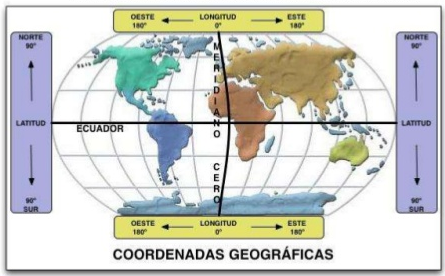 OESTE LONGITUD ESTE
180° 0° 180°
NORTE
90°
LATITUD
90°
SUR
NORTE
90°
LATITUD
90°
SUR
MERIDIANO CERO
ECUADOR
OESTE LONGITUD ESTE
180° 0° 180°
COORDENADAS GEOGRÁFICAS